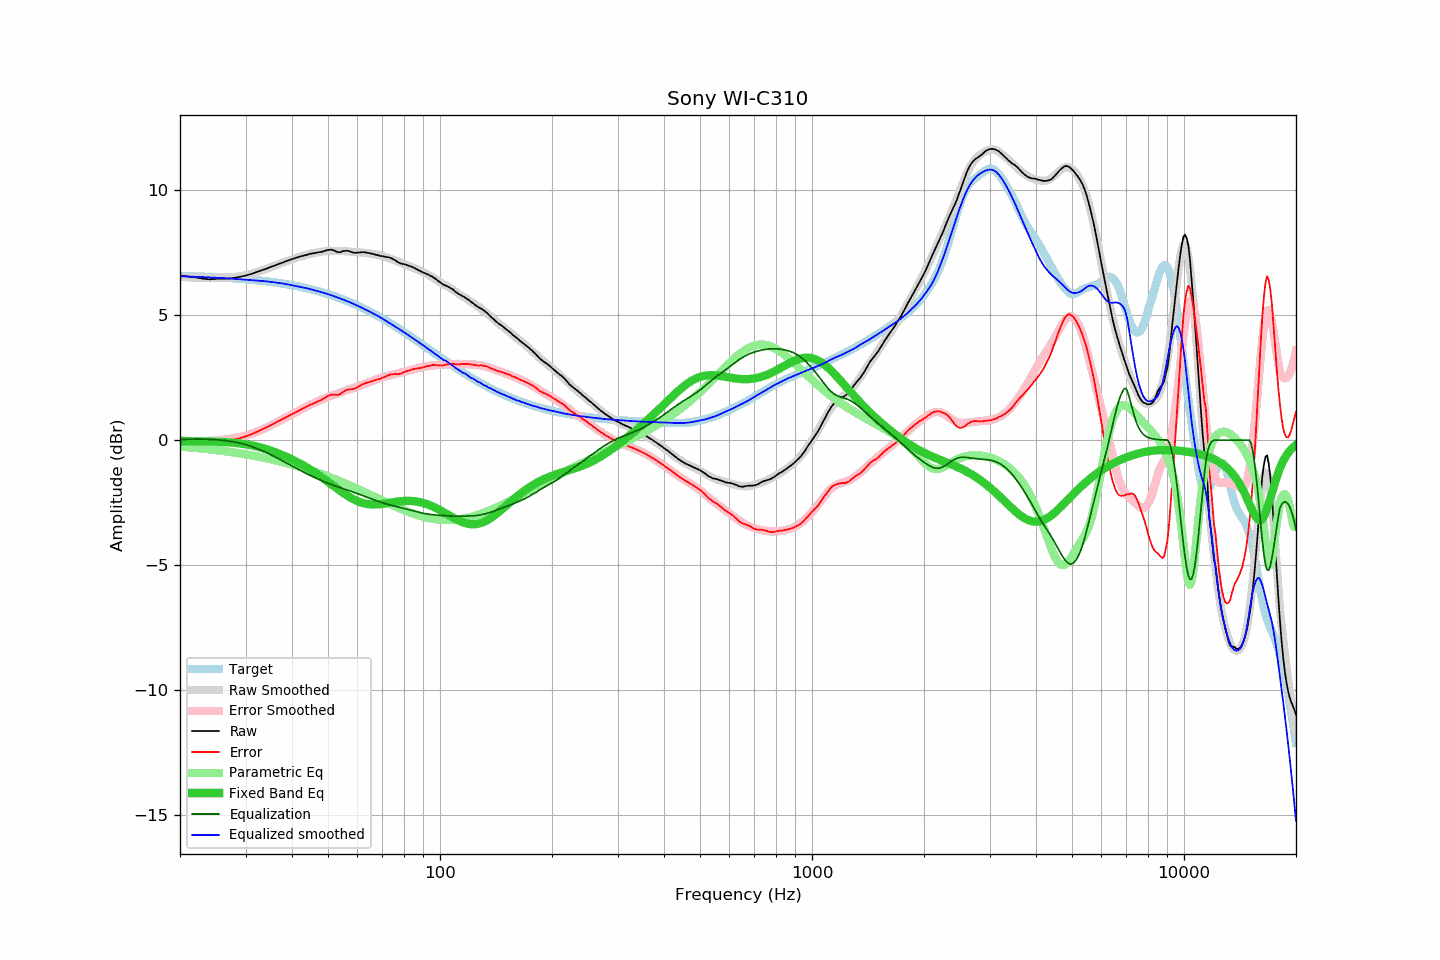 Sony WI-C310
Amplitude (dBr)
10
5
0
−5
−10
−15
Target
Raw Smoothed
Error Smoothed
Raw
Error
Parametric Eq
Fixed Band Eq
Equalization
Equalized smoothed
100
1000
10000
Frequency (Hz)